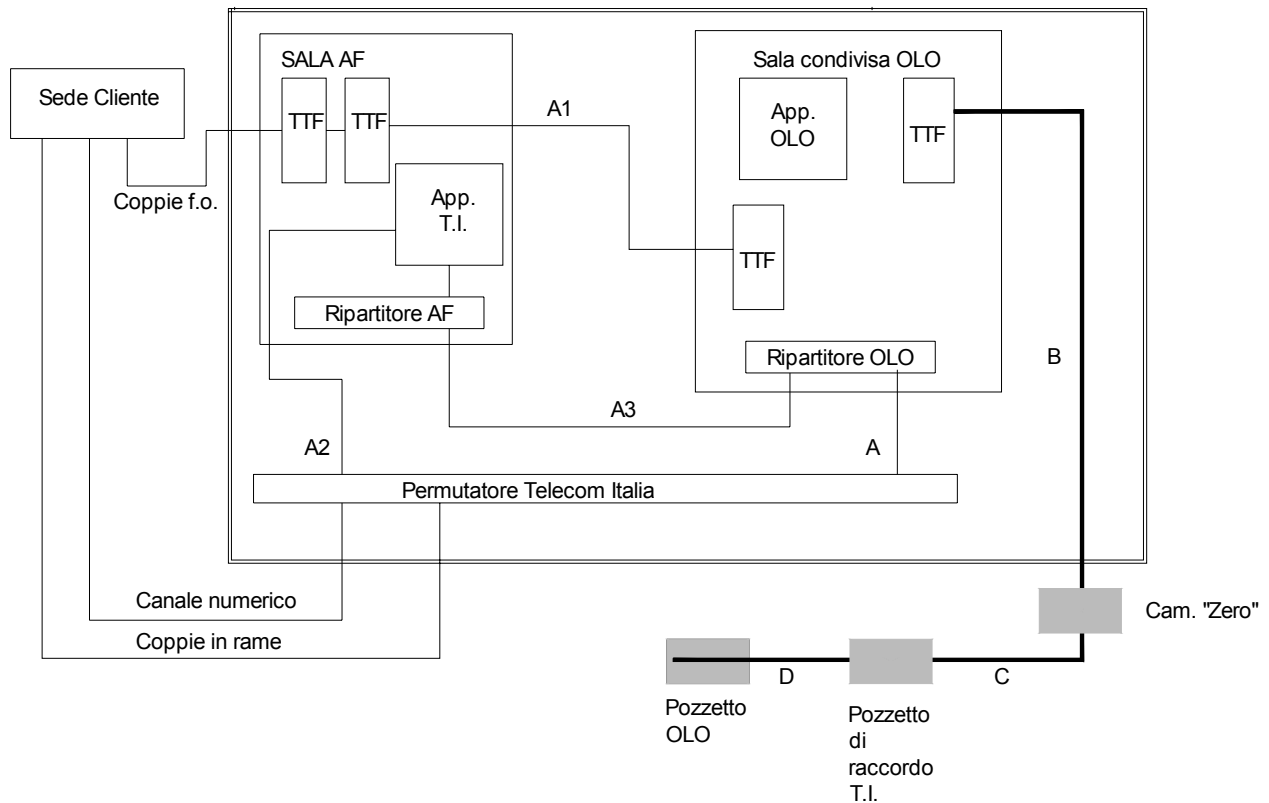 SALA AF
Sala condivisa OLO
Sede Cliente
TTF
TTF
A1
App.
OLO
TTF
Coppie f.o.
App.
T.I.
TTF
Ripartitore AF
Ripartitore OLO
B
A3
A2
A
Permutatore Telecom Italia
Canale numerico
Coppie in rame
Cam. "Zero"
D
C
Pozzetto
OLO
Pozzetto
di
raccordo
T.I.